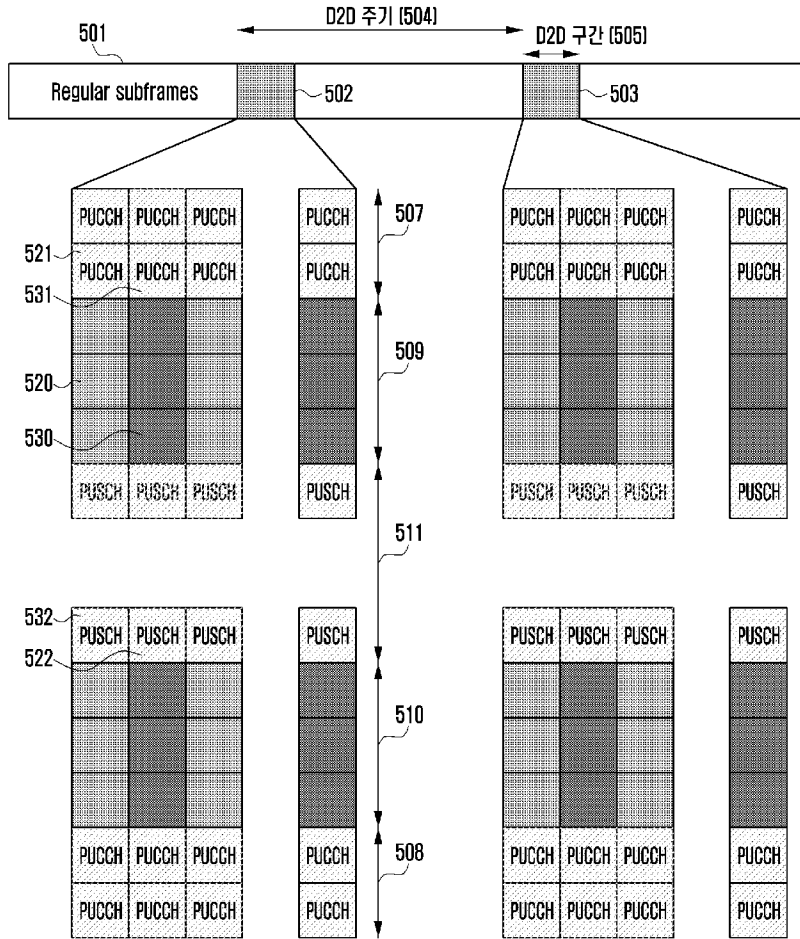 D2D 주기 (504)
D2D 구간 (505)
501
Regular subframes
502
503
PUCCH PUCCH PUCCH PUCCH PUCCH PUCCH PUCCH PUCCH
507
521
PUCCH PUCCH PUCCH PUCCH PUCCH PUCCH PUCCH PUCCH
531
509
520
530
PUSCH PUSCH PUSCH PUSCH PUSCH PUSCH PUSCH PUSCH
511
532
PUSCH PUSCH PUSCH PUSCH PUSCH PUSCH PUSCH PUSCH
522
510
PUCCH PUCCH PUCCH PUCCH PUCCH PUCCH PUCCH PUCCH
508
PUCCH PUCCH PUCCH PUCCH PUCCH PUCCH PUCCH PUCCH